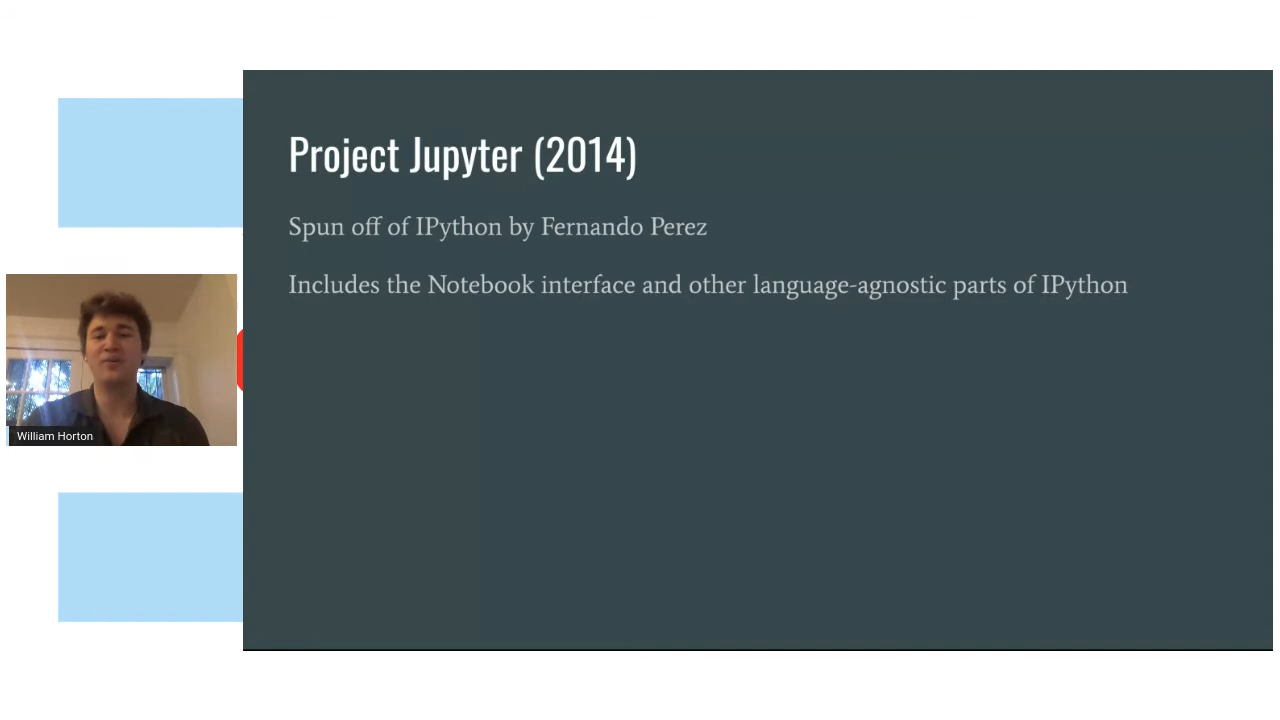 Project Jupyter (2014)
Spun off of IPython by Fernando Perez
Includes the Notebook interface and other language-agnostic parts of IPython
William Horton